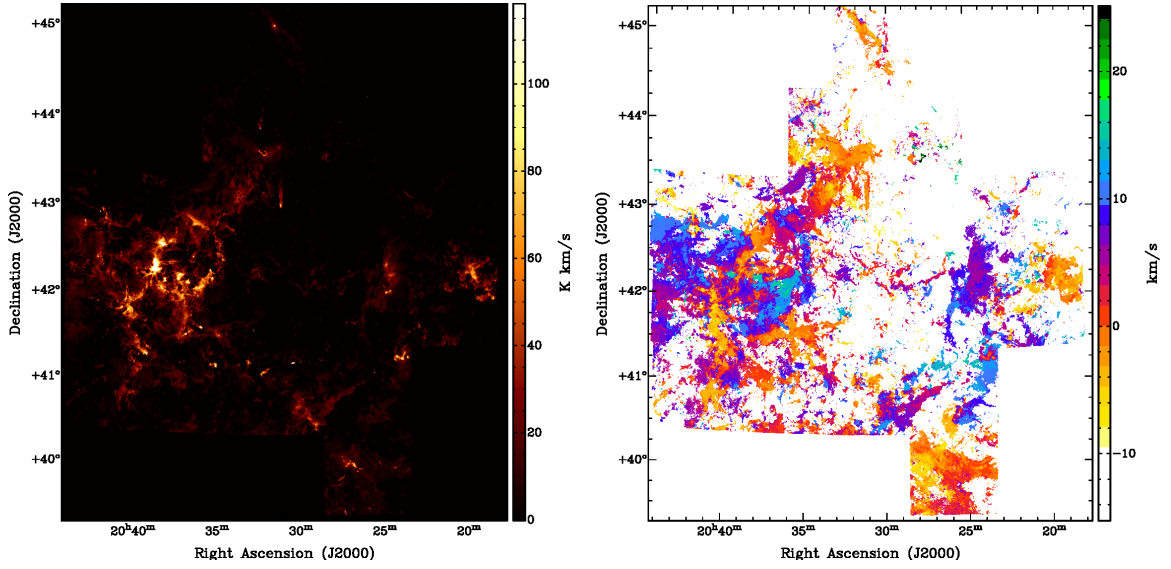 +45°
+44°
+43°
+42°
+41°
+40°
Declination (J2000)
20ʰ40ᵐ
35ᵐ
30ᵐ
25ᵐ
20ᵐ
Right Ascension (J2000)
100
80
60
40
20
0
K km/s
+45°
+44°
+43°
+42°
+41°
+40°
Declination (J2000)
20ʰ40ᵐ
35ᵐ
30ᵐ
25ᵐ
20ᵐ
Right Ascension (J2000)
20
10
0
−10
km/s